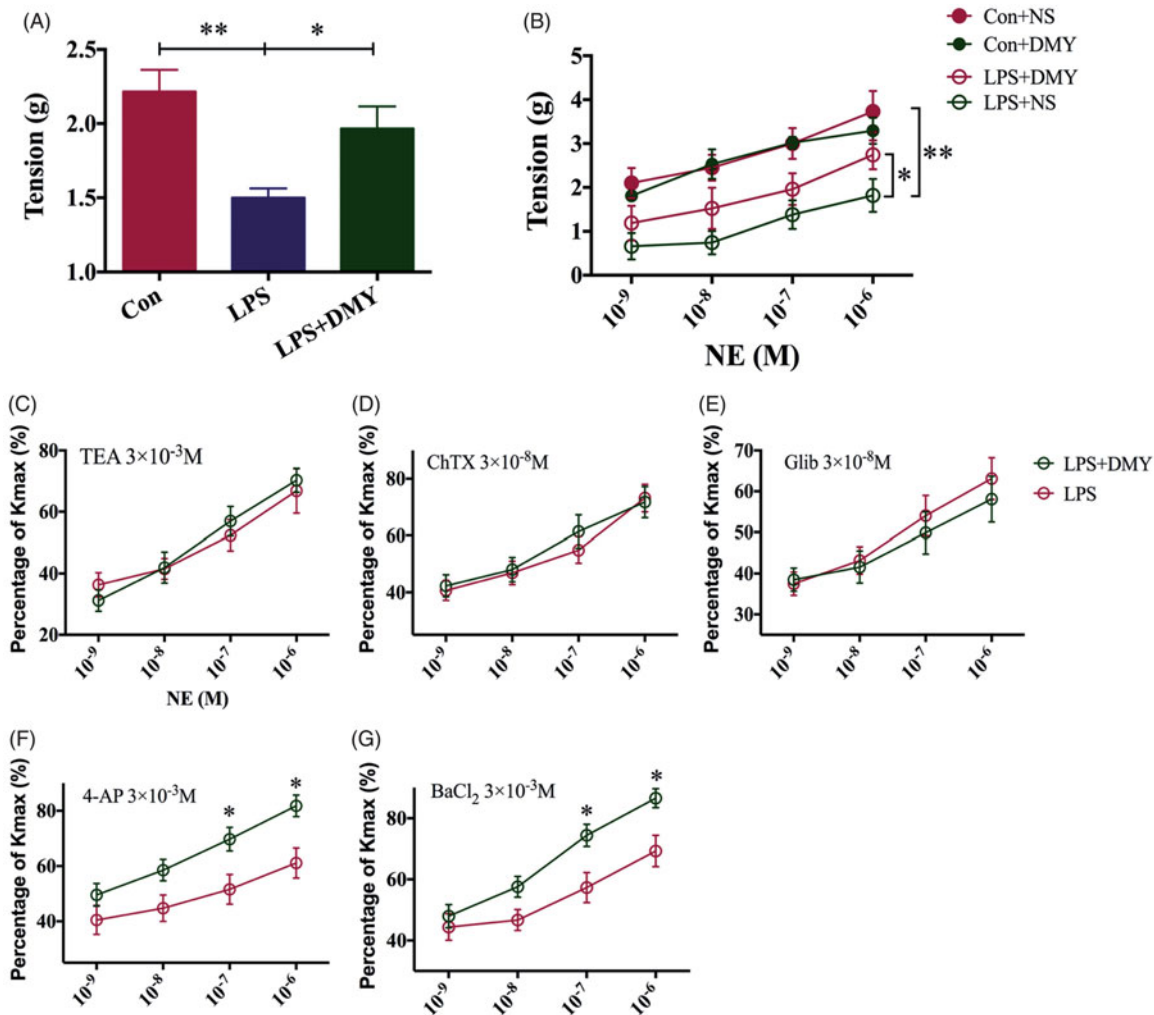 (A)
** *
Tension (g)
2.5
2.0
1.5
1.0
Con
LPS
LPS+DMY
(B)
Tension (g)
5
4
3
2
1
0
10-9
10-8
10-7
10-6
NE (M)
*
**
Con+NS
Con+DMY
LPS+DMY
LPS+NS
(C)
TEA 3×10-3M
Percentage of Kmax (%)
80
60
40
20
10-9
10-8
10-7
10-6
NE (M)
(D)
ChTX 3×10-8M
Percentage of Kmax (%)
80
60
40
10-9
10-8
10-7
10-6
(E)
Glib 3×10-8M
Percentage of Kmax (%)
70
60
50
40
30
10-9
10-8
10-7
10-6
LPS+DMY
LPS
(F)
4-AP 3×10-3M
Percentage of Kmax (%)
80
60
40
* *
10-9
10-8
10-7
10-6
(G)
BaCl2 3×10-3M
Percentage of Kmax (%)
80
60
40
* *
10-9
10-8
10-7
10-6